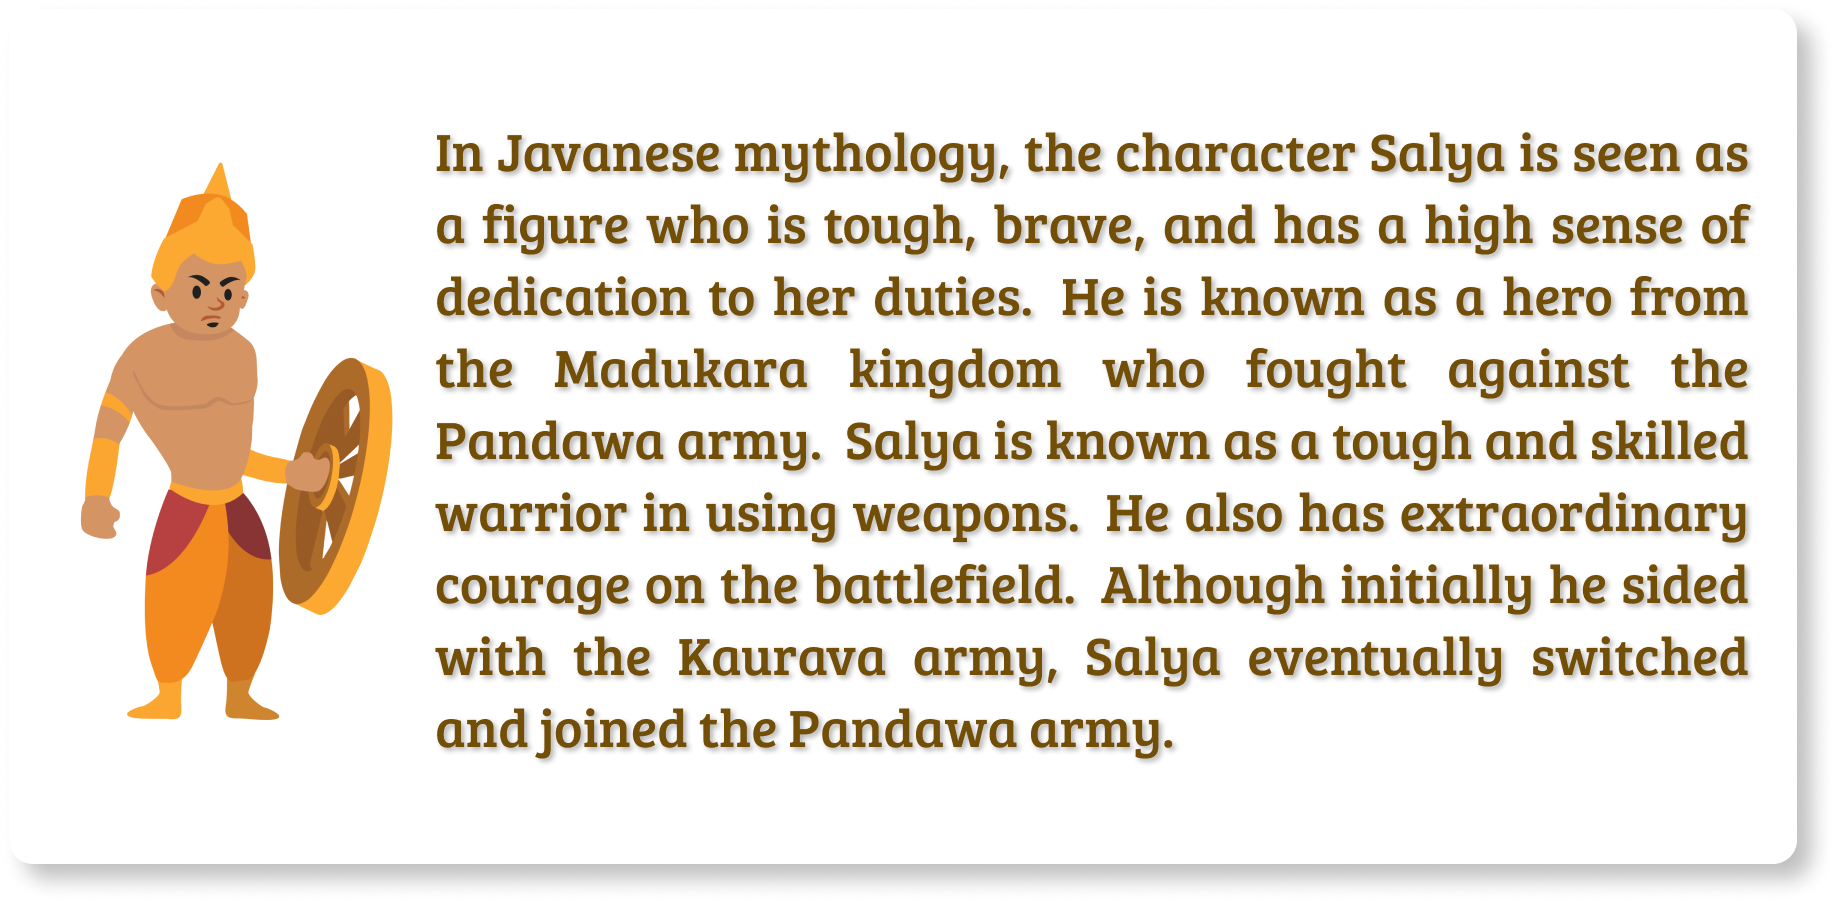 In Javanese mythology, the character Salya is seen as
a figure who is tough, brave, and has a high sense of
dedication to her duties. He is known as a hero from
the Madukara kingdom who fought against the
Pandawa army. Salya is known as a tough and skilled
warrior in using weapons. He also has extraordinary
courage on the battlefield. Although initially he sided
with the Kaurava army, Salya eventually switched
and joined the Pandawa army.